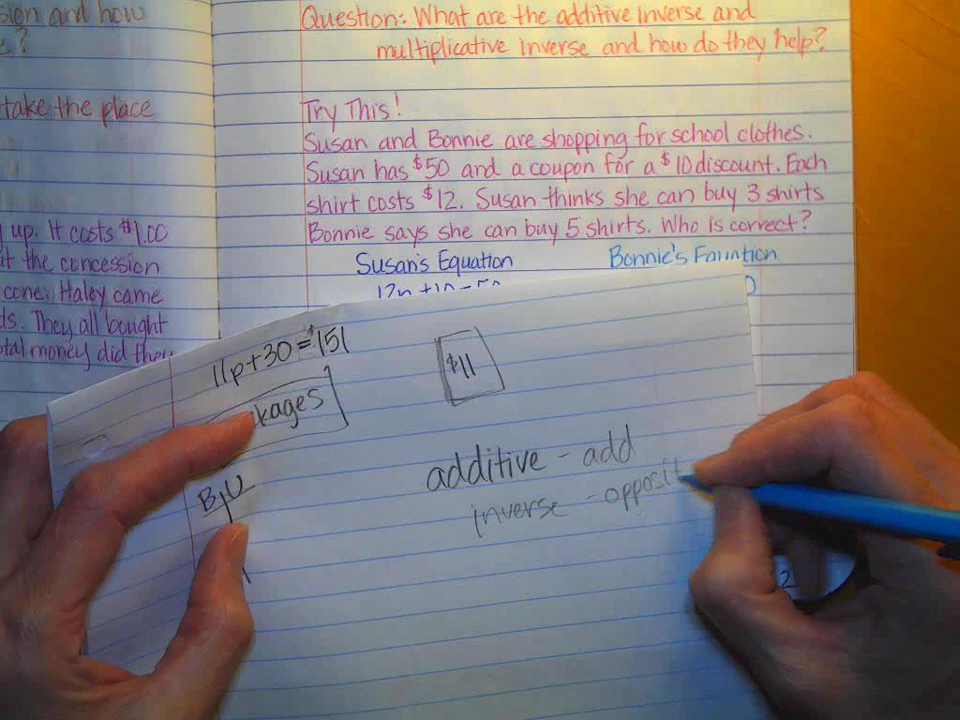 sion and how
e?
take the place
up. It costs $1.00
t the concession
cone. Haley came
ds. They all bought
otal money did they
Question: What are the additive inverse and
multiplicative inverse and how do they help?
Try This!
Susan and Bonnie are shopping for school clothes.
Susan has $50 and a coupon for a $10 discount. Each
shirt costs $12. Susan thinks she can buy 3 shirts
Bonnie says she can buy 5 shirts. Who is correct?
Susan's Equation
Bonnie's Equation
11p+30=$151
kages
$11
additive - add
inverse - opposit